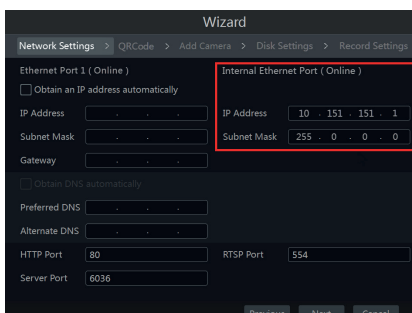 Wizard
Network Settings > QRCode > Add Camera > Disk Settings > Record Settings
Ethernet Port 1 ( Online )
Internal Ethernet Port ( Online )
Obtain an IP address automatically
IP Address . . .
IP Address 10 . 151 . 151 . 1
Subnet Mask . . .
Subnet Mask 255 . 0 . 0 . 0
Gateway . . .
Obtain DNS automatically
Preferred DNS . . .
Alternate DNS . . .
HTTP Port 80
RTSP Port 554
Server Port 6036
Previous Next Cancel